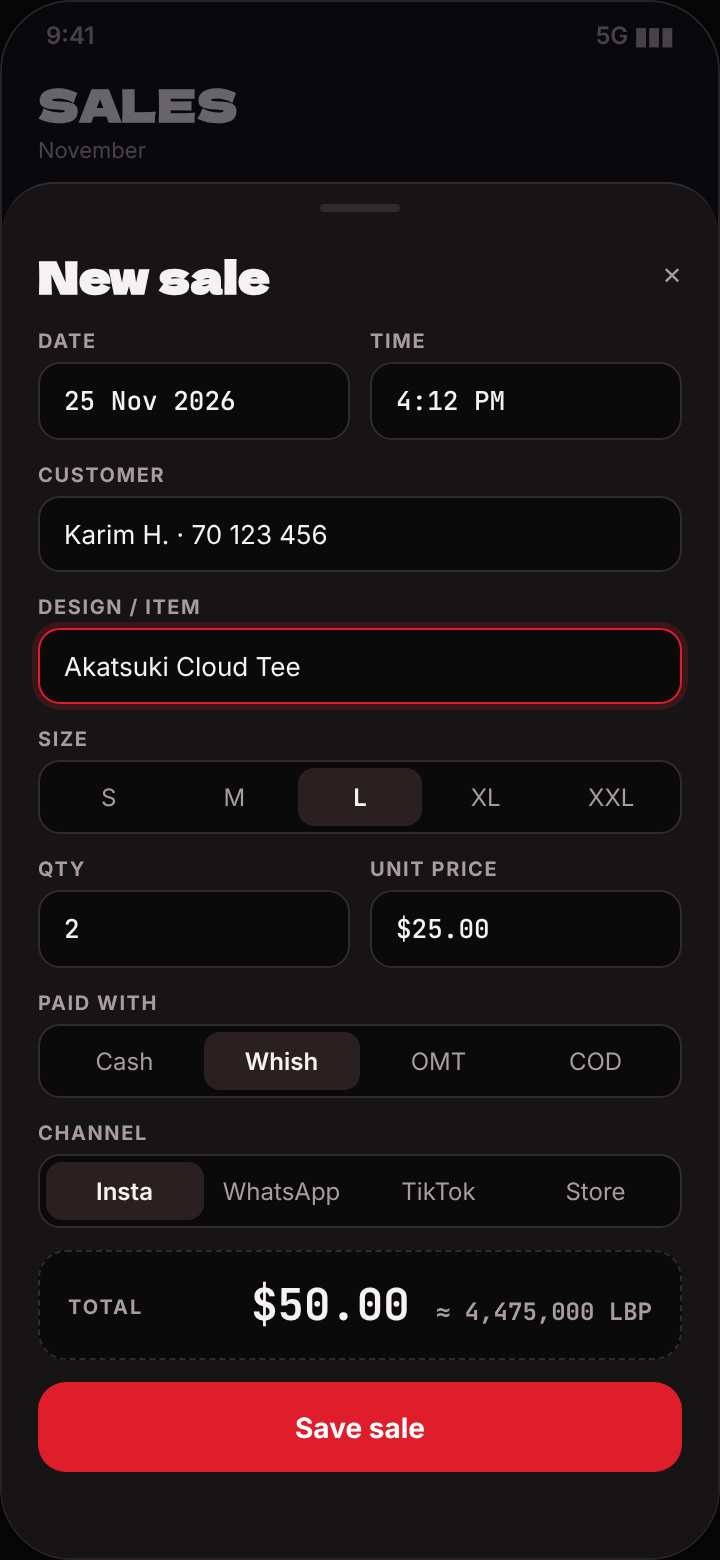 9:41 5G
SALES
November
New sale ×
DATE TIME
25 Nov 2026 4:12 PM
CUSTOMER
Karim H. · 70 123 456
DESIGN / ITEM
Akatsuki Cloud Tee
SIZE
S M L XL XXL
QTY UNIT PRICE
2 $25.00
PAID WITH
Cash Whish OMT COD
CHANNEL
Insta WhatsApp TikTok Store
TOTAL $50.00 ≈ 4,475,000 LBP
Save sale